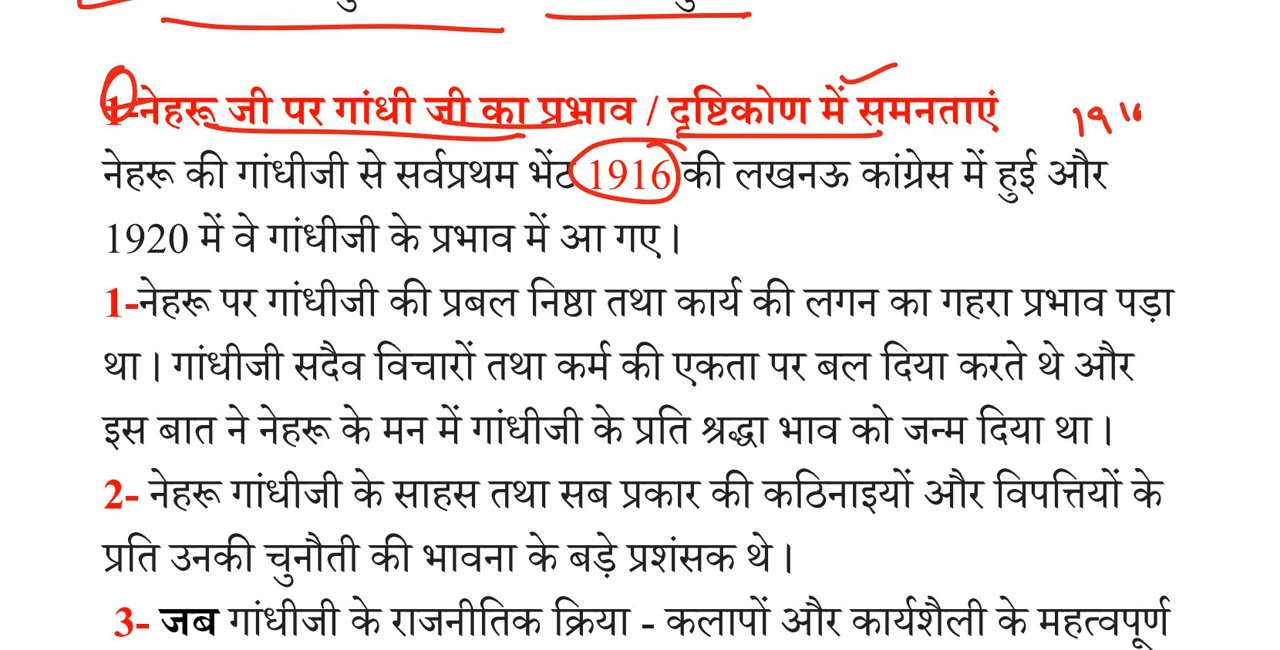 1-नेहरू जी पर गांधी जी का प्रभाव / दृष्टिकोण में समनताएं
नेहरू की गांधीजी से सर्वप्रथम भेंट 1916 की लखनऊ कांग्रेस में हुई और
1920 में वे गांधीजी के प्रभाव में आ गए।
1-नेहरू पर गांधीजी की प्रबल निष्ठा तथा कार्य की लगन का गहरा प्रभाव पड़ा
था। गांधीजी सदैव विचारों तथा कर्म की एकता पर बल दिया करते थे और
इस बात ने नेहरू के मन में गांधीजी के प्रति श्रद्धा भाव को जन्म दिया था।
2- नेहरू गांधीजी के साहस तथा सब प्रकार की कठिनाइयों और विपत्तियों के
प्रति उनकी चुनौती की भावना के बड़े प्रशंसक थे।
3- जब गांधीजी के राजनीतिक क्रिया - कलापों और कार्यशैली के महत्वपूर्ण